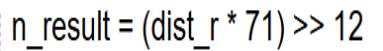 n_result = (dist_r * 71) >> 12